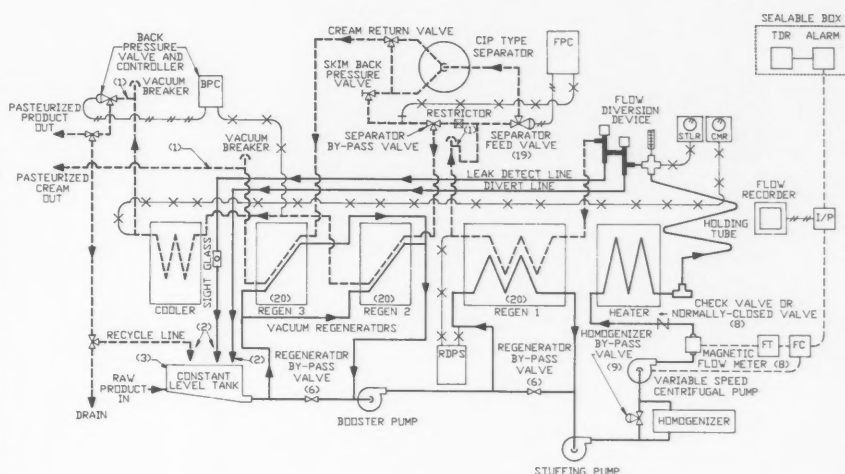 SEALABLE BOX
TDR ALARM
CREAM RETURN VALVE
CIP TYPE
SEPARATOR
FPC
BACK
PRESSURE
VALVE AND
CONTROLLER
(1)
VACUUM
BREAKER
BPC
SKIM BACK
PRESSURE
VALVE
RESTRICTOR
FLOW
DIVERSION
DEVICE
STLR
CMR
PASTEURIZED
PRODUCT
OUT
VACUUM
BREAKER
SEPARATOR
BY-PASS VALVE
(1)
SEPARATOR
FEED VALVE
(19)
(1)
PASTEURIZED
CREAM
OUT
LEAK DETECT LINE
DIVERT LINE
FLOW
RECORDER
I/P
HOLDING
TUBE
COOLER
SIGHT GLASS
(20)
REGEN 3
(20)
REGEN 2
(20)
REGEN 1
HEATER
VACUUM REGENERATORS
CHECK VALVE OR
NORMALLY-CLOSED VALVE
(8)
RECYCLE LINE
(2)
(2)
(3)
CONSTANT
LEVEL TANK
RAW
PRODUCT
IN
DRAIN
REGENERATOR
BY-PASS
VALVE
(6)
BOOSTER PUMP
RDPS
REGENERATOR
BY-PASS
VALVE
(6)
HOMOGENIZER
BY-PASS
VALVE
(9)
MAGNETIC
FLOW METER (8)
FT
FC
VARIABLE SPEED
CENTRIFUGAL PUMP
HOMOGENIZER
STUFFING PUMP